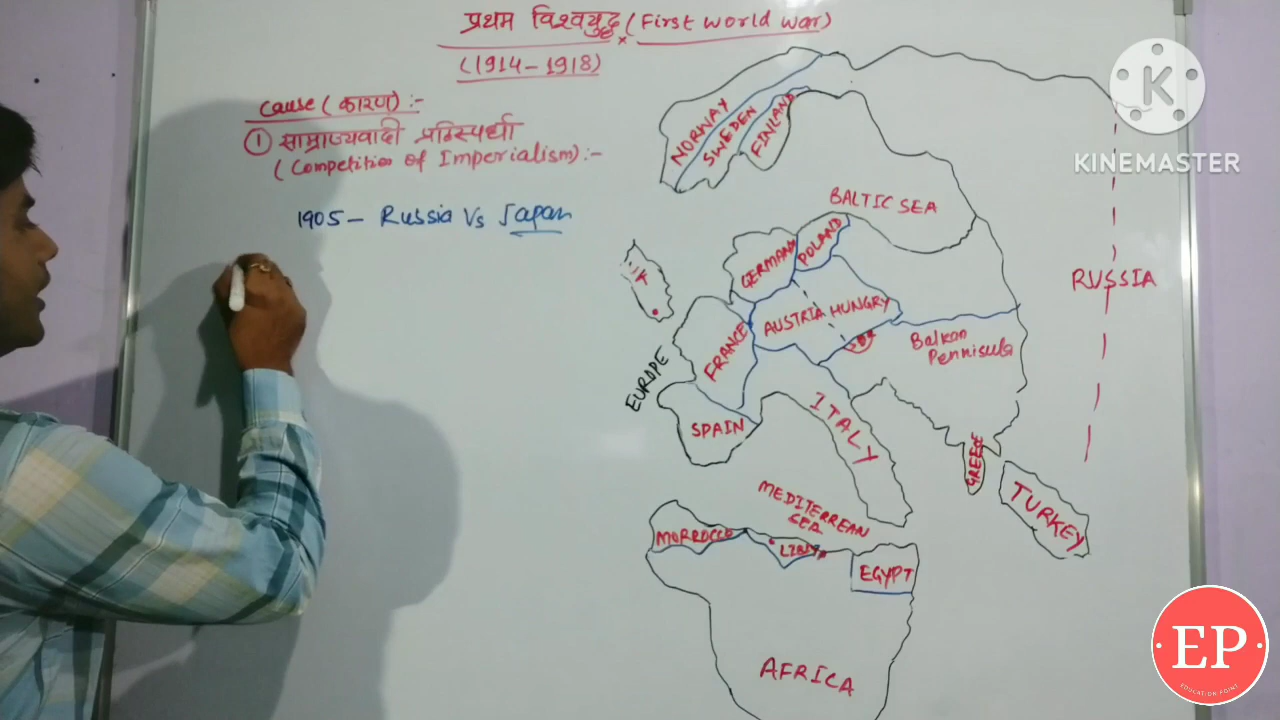 प्रथम विश्वयुद्ध (First World War)
(1914-1918)
Cause (कारण) :-
① साम्राज्यवादी प्रतिस्पर्धा
(Competition of Imperialism) :-
1905 - Russia Vs Japan
NORWAY
SWEDEN
FINLAND
BALTIC SEA
GERMANY
POLAND
RUSSIA
AUSTRIA HUNGRY
FRANCE
Balkan
Pennisula
EUROPE
SPAIN
ITALY
GREECE
TURKEY
MEDITERREAN
SEA
MORROCCO
EGYPT
AFRICA
K
KINEMASTER
EP
EDUCATION POINT